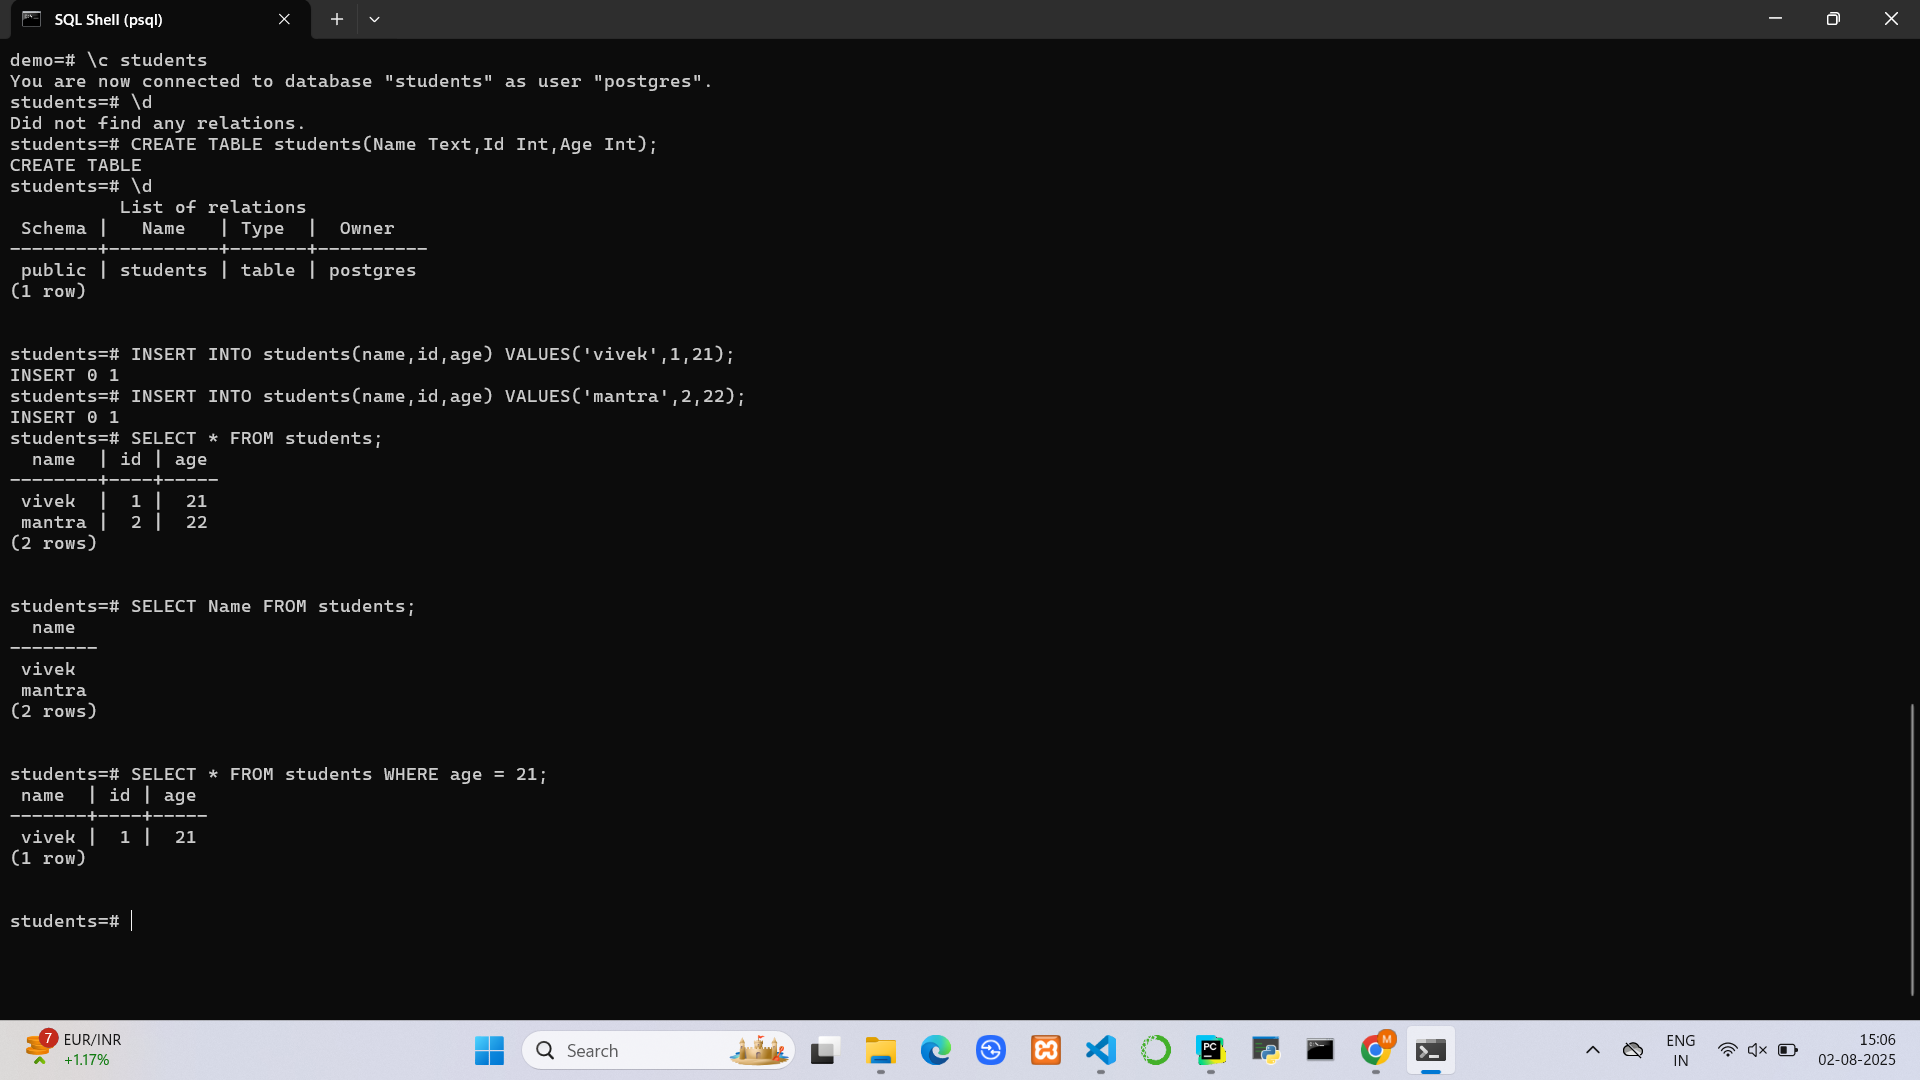 SQL Shell (psql)
demo=# \c students
You are now connected to database "students" as user "postgres".
students=# \d
Did not find any relations.
students=# CREATE TABLE students(Name Text,Id Int,Age Int);
CREATE TABLE
students=# \d
          List of relations
 Schema |   Name   | Type  |  Owner
--------+----------+-------+----------
 public | students | table | postgres
(1 row)
students=# INSERT INTO students(name,id,age) VALUES('vivek',1,21);
INSERT 0 1
students=# INSERT INTO students(name,id,age) VALUES('mantra',2,22);
INSERT 0 1
students=# SELECT * FROM students;
  name  | id | age
--------+----+-----
 vivek  |  1 |  21
 mantra |  2 |  22
(2 rows)
students=# SELECT Name FROM students;
  name
--------
 vivek
 mantra
(2 rows)
students=# SELECT * FROM students WHERE age = 21;
 name  | id | age
-------+----+-----
 vivek |  1 |  21
(1 row)
students=#
7
EUR/INR
+1.17%
Search
PC
M
ENG
IN
15:06
02-08-2025